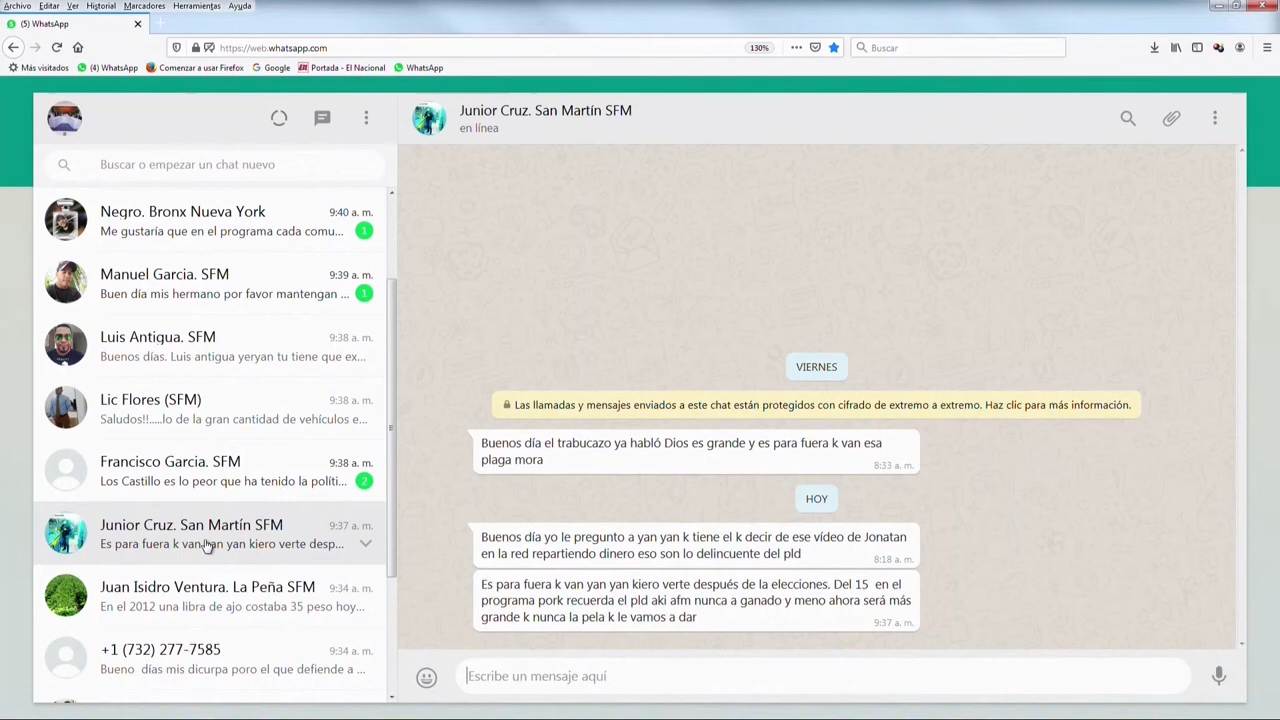 Archivo Editar Ver Historial Marcadores Herramientas Ayuda
(5) WhatsApp
https://web.whatsapp.com
130%
Buscar
Más visitados (4) WhatsApp Comenzar a usar Firefox Google Portada - El Nacional WhatsApp
Buscar o empezar un chat nuevo
Negro. Bronx Nueva York 9:40 a. m.
Me gustaría que en el programa cada comu... 1
Manuel Garcia. SFM 9:39 a. m.
Buen día mis hermano por favor mantengan ... 1
Luis Antigua. SFM 9:38 a. m.
Buenos días. Luis antigua yeryan tu tiene que ex...
Lic Flores (SFM) 9:38 a. m.
Saludos!!.....lo de la gran cantidad de vehículos e...
Francisco Garcia. SFM 9:38 a. m.
Los Castillo es lo peor que ha tenido la políti... 2
Junior Cruz. San Martín SFM 9:37 a. m.
Es para fuera k van yan yan kiero verte desp...
Juan Isidro Ventura. La Peña SFM 9:34 a. m.
En el 2012 una libra de ajo costaba 35 peso hoy...
+1 (732) 277-7585 9:34 a. m.
Bueno días mis dicurpa poro el que defiende a ...
Junior Cruz. San Martín SFM
en línea
VIERNES
Las llamadas y mensajes enviados a este chat están protegidos con cifrado de extremo a extremo. Haz clic para más información.
Buenos día el trabucazo ya habló Dios es grande y es para fuera k van esa
plaga mora
8:33 a. m.
HOY
Buenos día yo le pregunto a yan yan k tiene el k decir de ese vídeo de Jonatan
en la red repartiendo dinero eso son lo delincuente del pld
8:18 a. m.
Es para fuera k van yan yan kiero verte después de la elecciones. Del 15 en el
programa pork recuerda el pld aki afm nunca a ganado y meno ahora será más
grande k nunca la pela k le vamos a dar
9:37 a. m.
Escribe un mensaje aquí